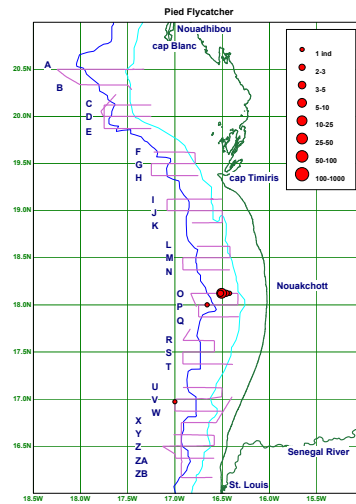 Pied Flycatcher
Nouadhibou
cap Blanc
20.5N
20.0N
19.5N
19.0N
18.5N
18.0N
17.5N
17.0N
16.5N
A
B
C
D
E
F
G
H
I
J
K
L
M
N
O
P
Q
R
S
T
U
V
W
X
Y
Z
ZA
ZB
1 ind
2-3
3-5
5-10
10-25
25-50
50-100
100-1000
cap Timiris
Nouakchott
Senegal River
St. Louis
18.5W 18.0W 17.5W 17.0W 16.5W 16.0W 15.5W